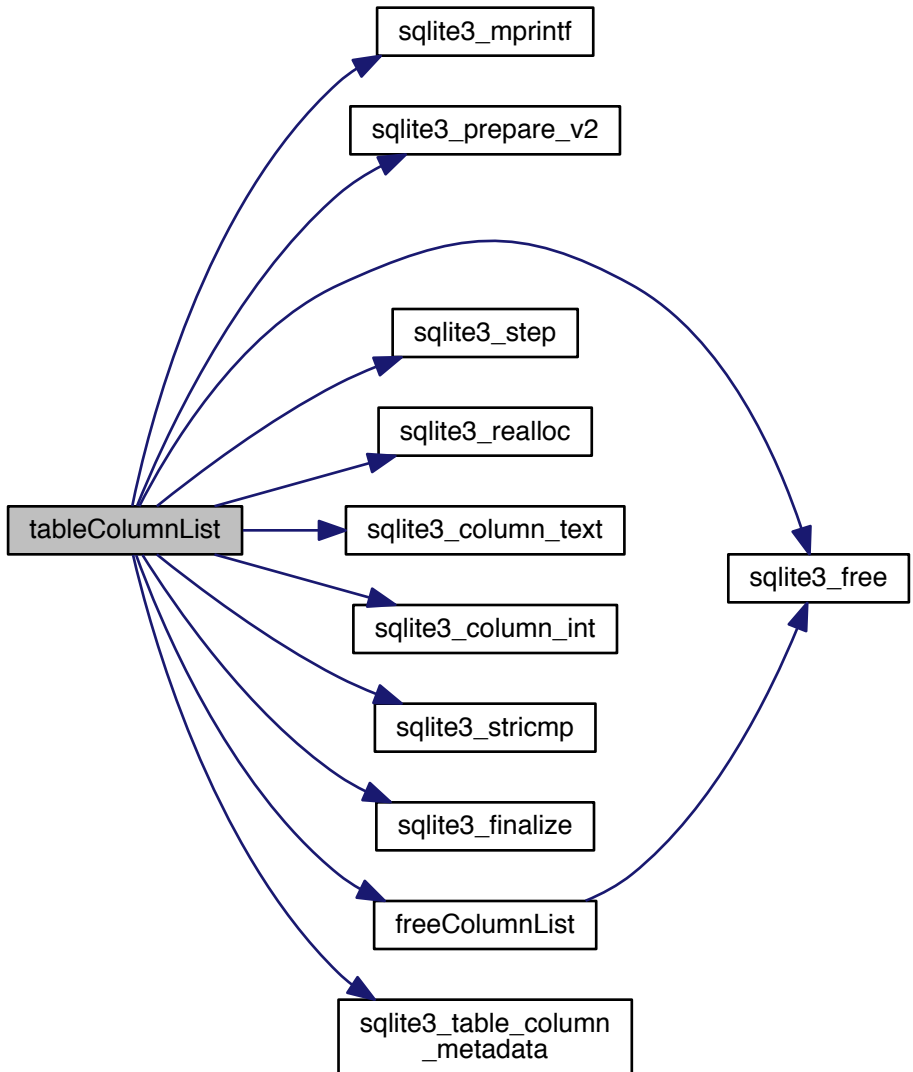 sqlite3_mprintf
sqlite3_prepare_v2
sqlite3_step
sqlite3_realloc
tableColumnList
sqlite3_column_text
sqlite3_free
sqlite3_column_int
sqlite3_stricmp
sqlite3_finalize
freeColumnList
sqlite3_table_column
_metadata